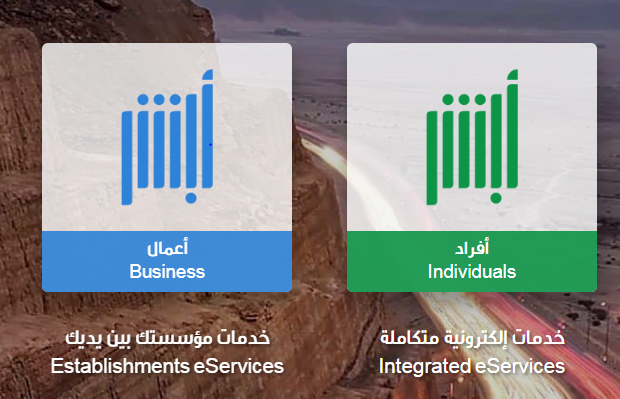 أبشر
أعمال
Business
خدمات مؤسستك بين يديك
Establishments eServices
أبشر
أفراد
Individuals
خدمات إلكترونية متكاملة
Integrated eServices